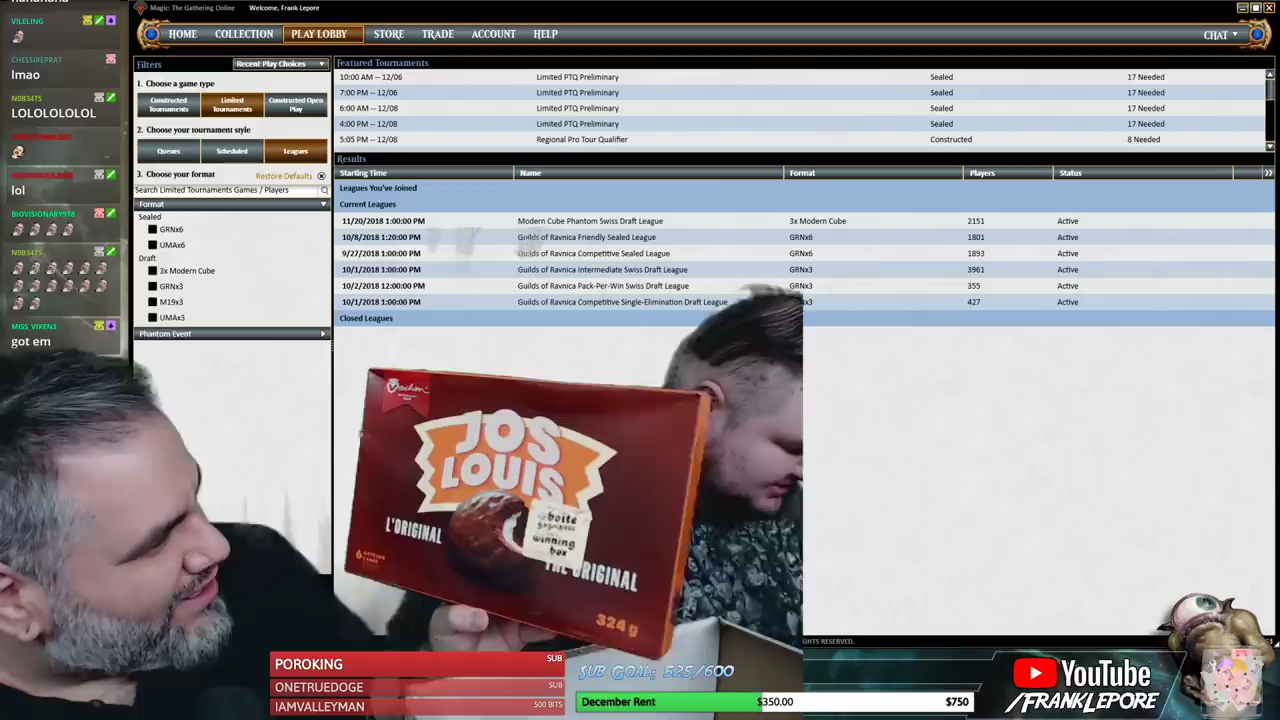 Magic: The Gathering Online
Welcome, Frank Lepore
HOME
COLLECTION
PLAY LOBBY
STORE
TRADE
ACCOUNT
HELP
CHAT
VILELING
CHESSIREPRAT
lmao
N0B34TS
LOLOLOLOLOL
lol
BIOVISIONARY918
N0B34TS
MISS_VIXEN3
got em
Filters
Recent Play Choices
1. Choose a game type
Constructed Tournaments
Limited Tournaments
Constructed Open Play
2. Choose your tournament style
Queues
Scheduled
Leagues
3. Choose your format
Restore Defaults
Search Limited Tournaments Games / Players
Format
Sealed
GRNx6
UMAx6
Draft
3x Modern Cube
GRNx3
M19x3
UMAx3
Phantom Event
Featured Tournaments
10:00 AM -- 12/06 Limited PTQ Preliminary Sealed 17 Needed
7:00 PM -- 12/06 Limited PTQ Preliminary Sealed 17 Needed
6:00 AM -- 12/08 Limited PTQ Preliminary Sealed 17 Needed
4:00 PM -- 12/08 Limited PTQ Preliminary Sealed 17 Needed
5:05 PM -- 12/08 Regional Pro Tour Qualifier Constructed 8 Needed
Results
Starting Time Name Format Players Status
Leagues You've Joined
Current Leagues
11/20/2018 1:00:00 PM Modern Cube Phantom Swiss Draft League 3x Modern Cube 2151 Active
10/8/2018 1:20:00 PM Guilds of Ravnica Friendly Sealed League GRNx6 1801 Active
9/27/2018 1:00:00 PM Guilds of Ravnica Competitive Sealed League GRNx6 1893 Active
10/1/2018 1:00:00 PM Guilds of Ravnica Intermediate Swiss Draft League GRNx3 3961 Active
10/2/2018 12:00:00 PM Guilds of Ravnica Pack-Per-Win Swiss Draft League GRNx3 355 Active
10/1/2018 1:00:00 PM Guilds of Ravnica Competitive Single-Elimination Draft League x3 427 Active
Closed Leagues
Vachon
JOS
LOUIS
L'ORIGINAL
boîte
gagnante
winning
box
THE ORIGINAL
324 g
GHTS RESERVED.
POROKING SUB
ONETRUEDOGE SUB
IAMVALLEYMAN 500 BITS
SUB GOAL: 525/600
December Rent $350.00 $750
YouTube
/FRANKLEPORE